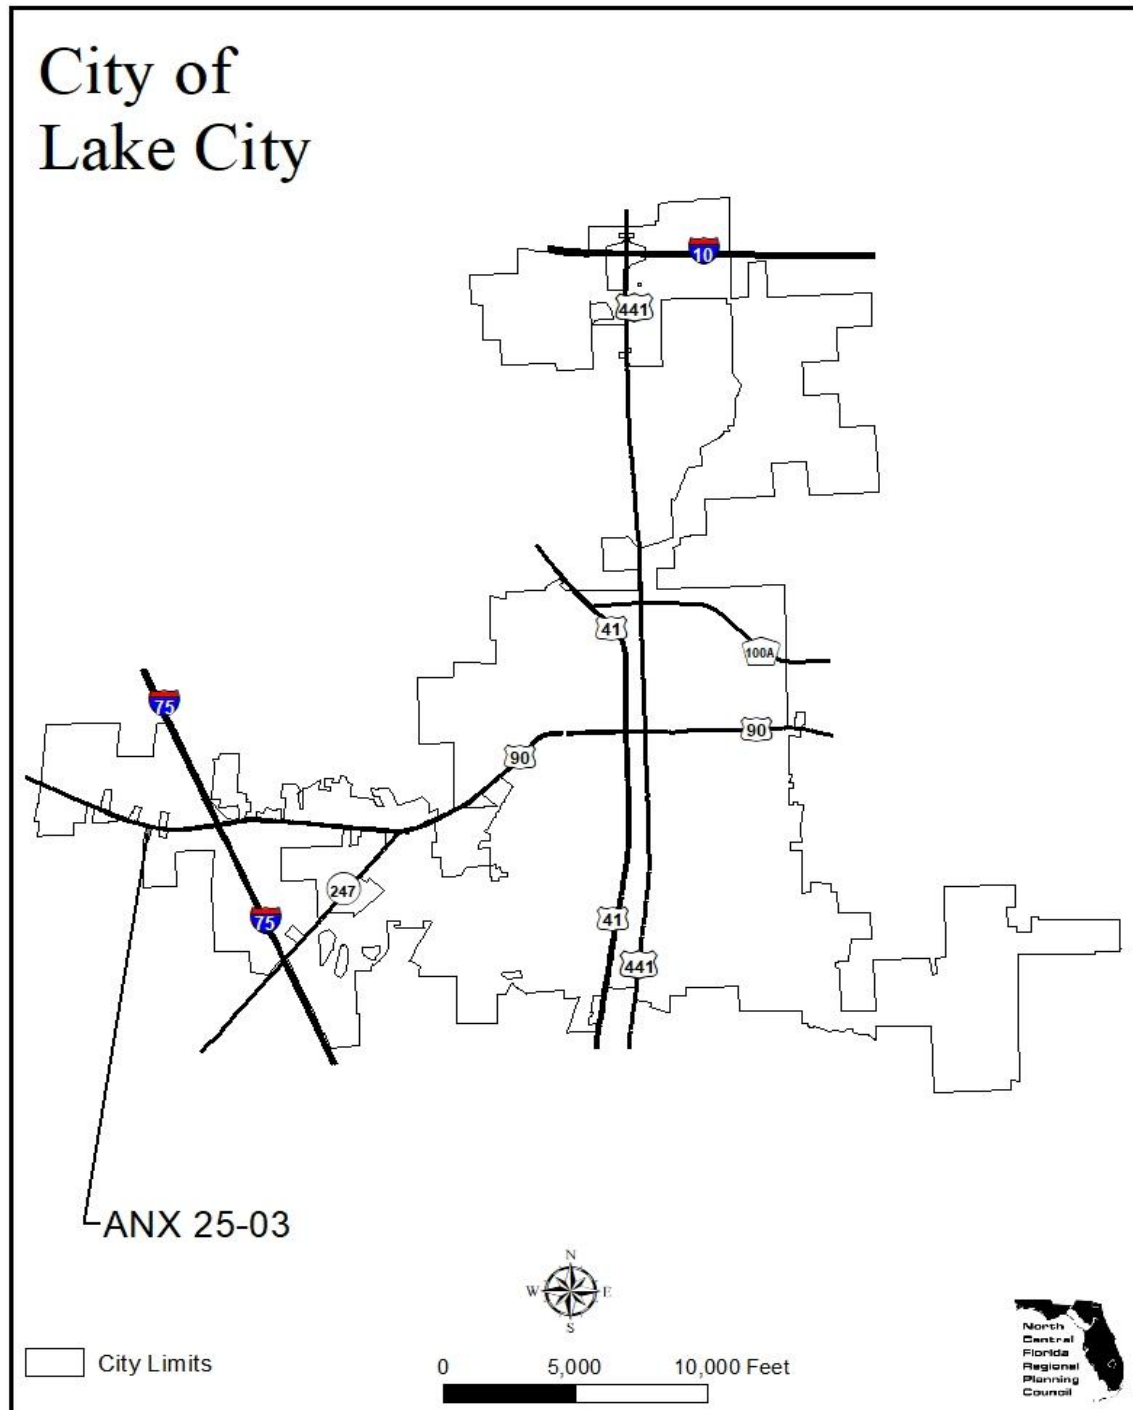 City of
Lake City
10
441
41
100A
75
90
90
247
75
41
441
ANX 25-03
N
W E
S
City Limits
0 5,000 10,000 Feet
North
Central
Florida
Regional
Planning
Council